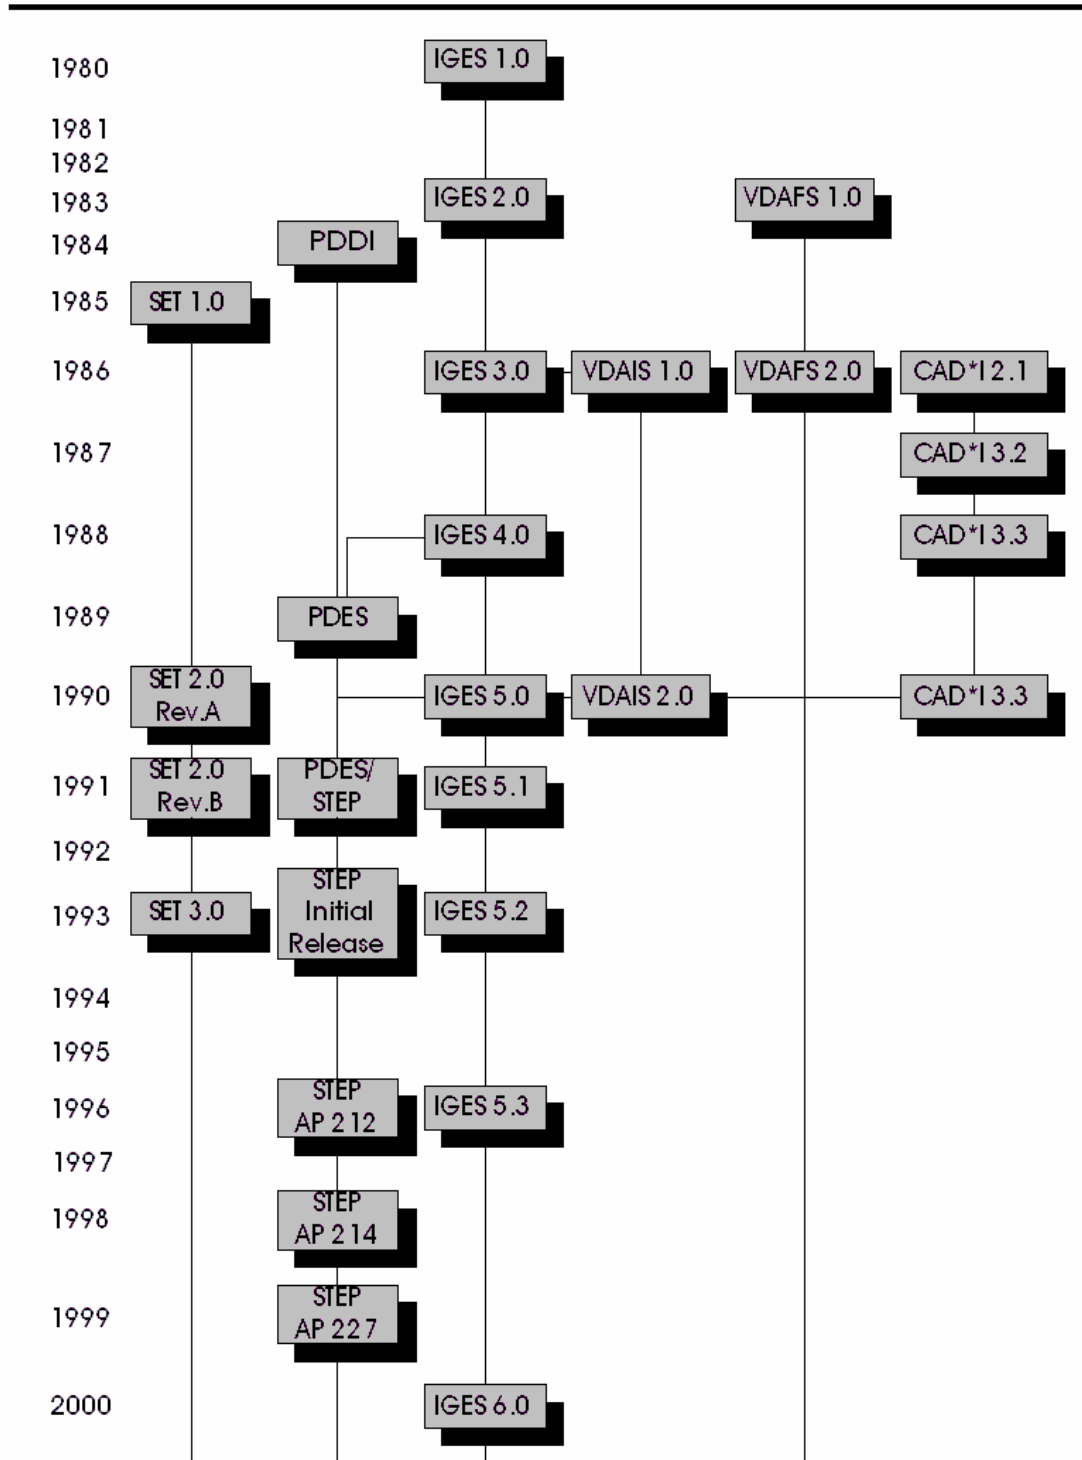 1980
IGES 1.0
1981
1982
1983
IGES 2.0
VDAFS 1.0
1984
PDDI
1985
SET 1.0
1986
IGES 3.0
VDAIS 1.0
VDAFS 2.0
CAD*I 2.1
1987
CAD*I 3.2
1988
IGES 4.0
CAD*I 3.3
1989
PDES
1990
SET 2.0
Rev.A
IGES 5.0
VDAIS 2.0
CAD*I 3.3
1991
SET 2.0
Rev.B
PDES/
STEP
IGES 5.1
1992
1993
SET 3.0
STEP
Initial
Release
IGES 5.2
1994
1995
1996
STEP
AP 212
IGES 5.3
1997
1998
STEP
AP 214
1999
STEP
AP 227
2000
IGES 6.0